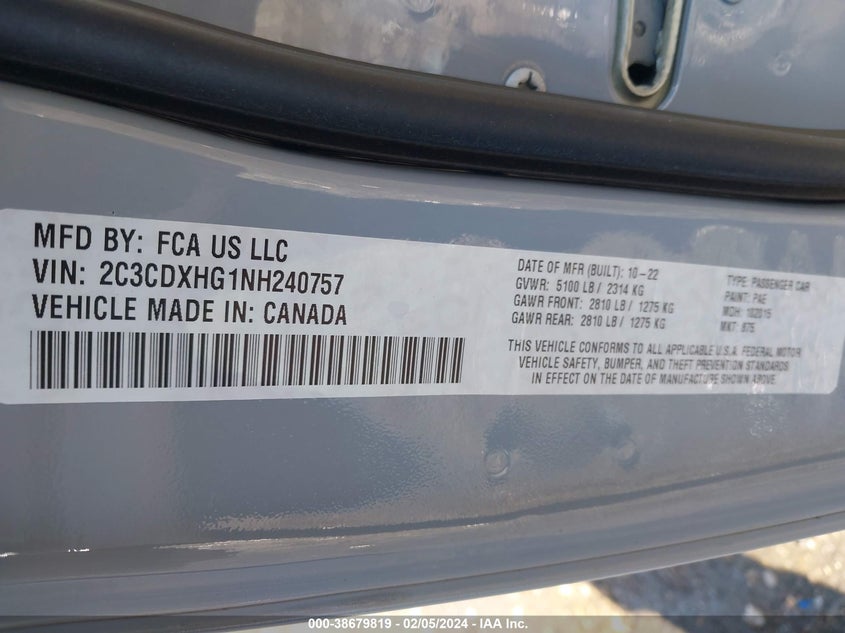 MFD BY: FCA US LLC
VIN: 2C3CDXHG1NH240757
VEHICLE MADE IN: CANADA
DATE OF MFR (BUILT): 10-22
GVWR: 5100 LB / 2314 KG
GAWR FRONT: 2810 LB / 1275 KG
GAWR REAR: 2810 LB / 1275 KG
TYPE: PASSENGER CAR
PAINT: PAE
MDH: 102015
MKT: 875
THIS VEHICLE CONFORMS TO ALL APPLICABLE U.S.A. FEDERAL MOTOR
VEHICLE SAFETY, BUMPER, AND THEFT PREVENTION STANDARDS
IN EFFECT ON THE DATE OF MANUFACTURE SHOWN ABOVE.
000-38679819 - 02/05/2024 - IAA Inc.